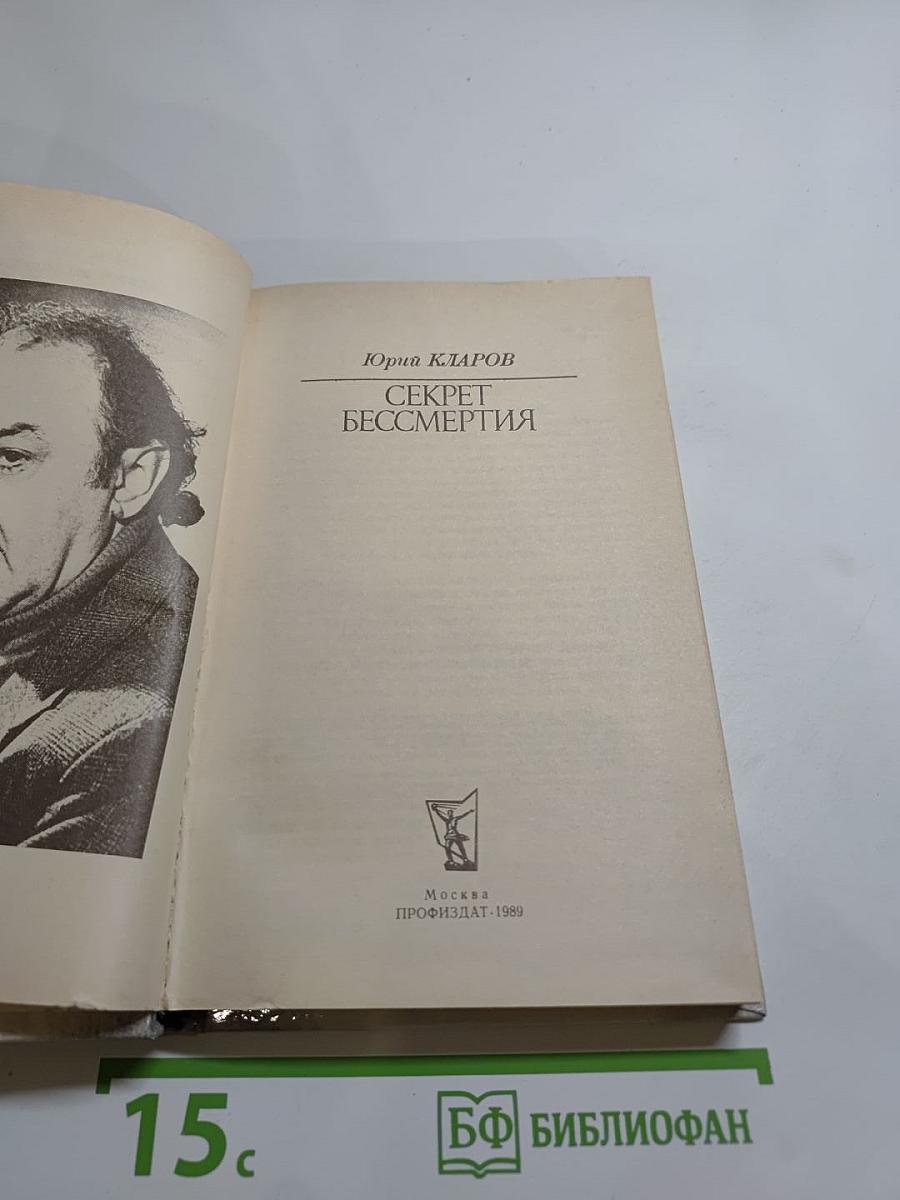 Юрий КЛАРОВ
СЕКРЕТ
БЕССМЕРТИЯ
Москва
ПРОФИЗДАТ·1989
15с
БФ БИБЛИОФАН